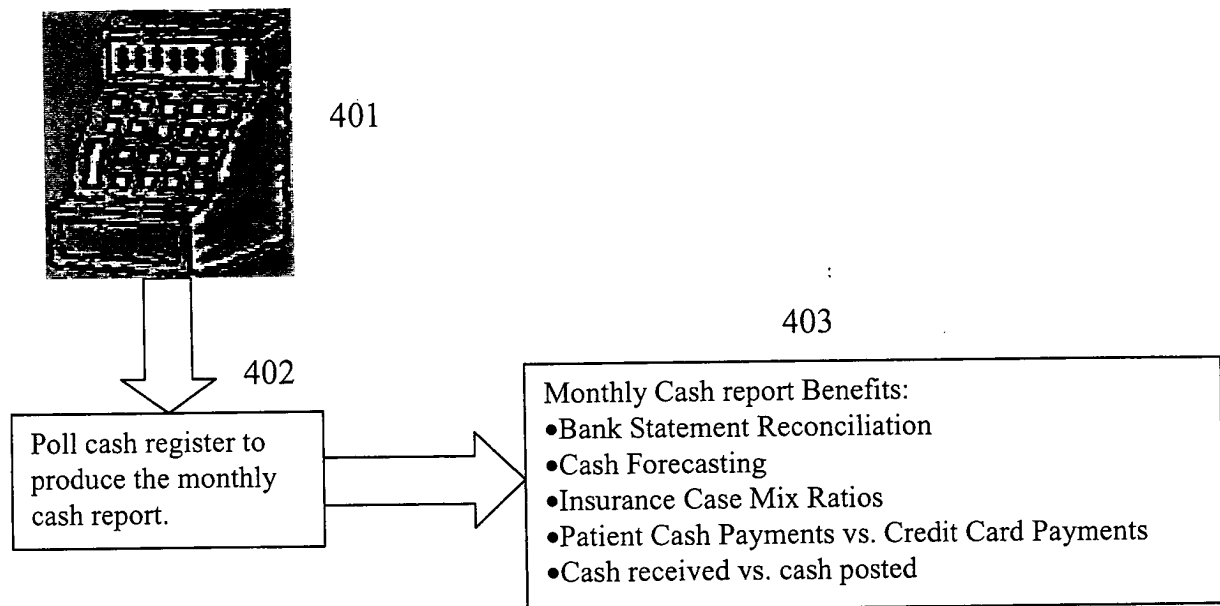 401
402
Poll cash register to
produce the monthly
cash report.
403
Monthly Cash report Benefits:
•Bank Statement Reconciliation
•Cash Forecasting
•Insurance Case Mix Ratios
•Patient Cash Payments vs. Credit Card Payments
•Cash received vs. cash posted